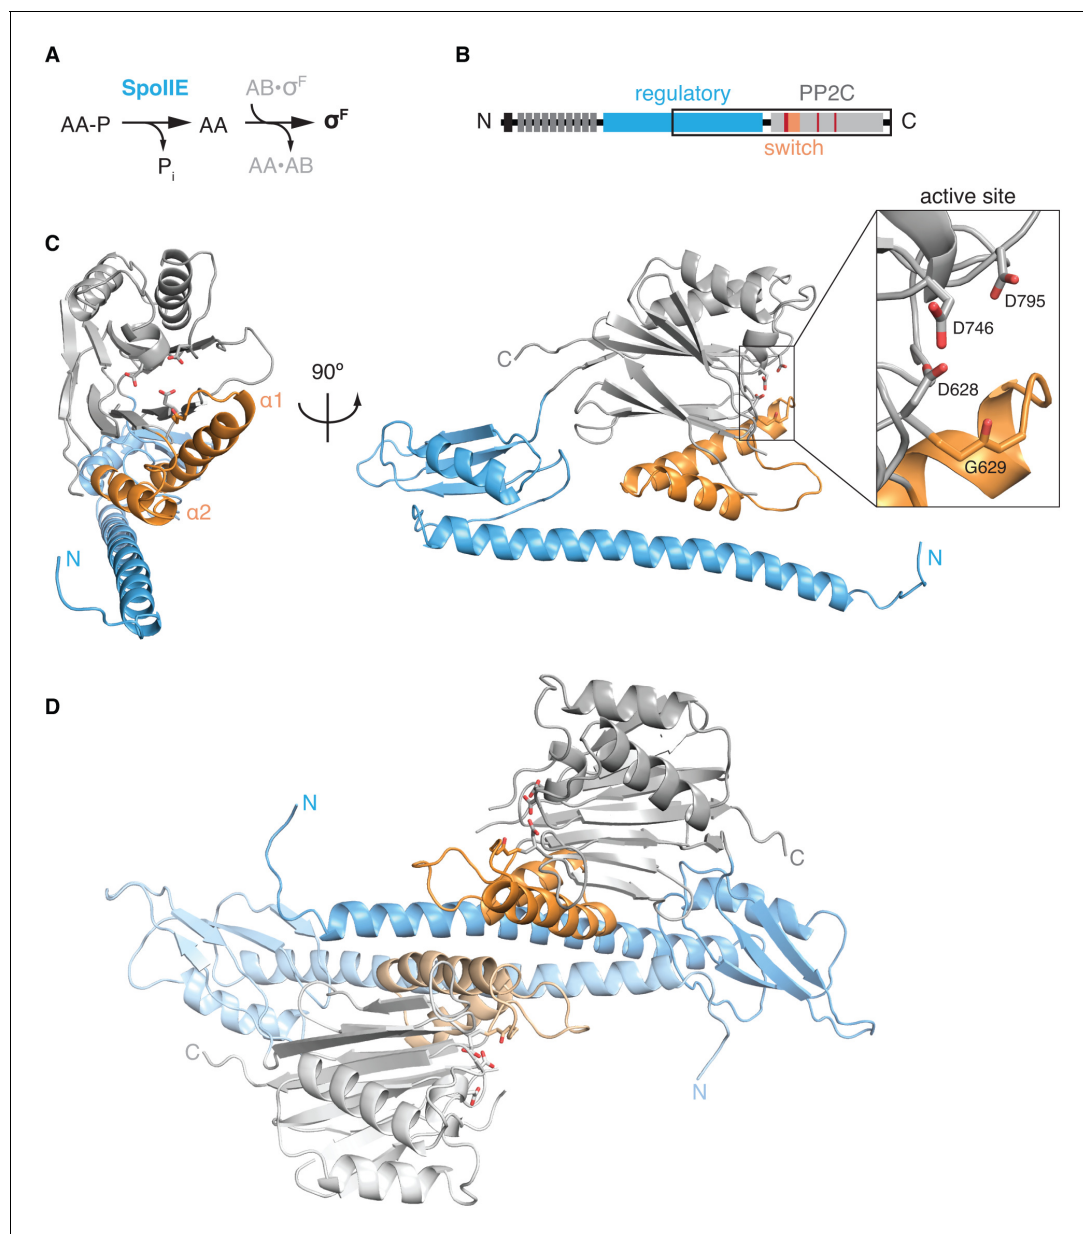 A
SpoIIE
AB•σF
AA-P
AA
σF
Pi
AA•AB
B
regulatory
PP2C
N
C
switch
active site
D795
D746
D628
G629
C
α1
α2
N
90º
C
N
D
N
C
C
N